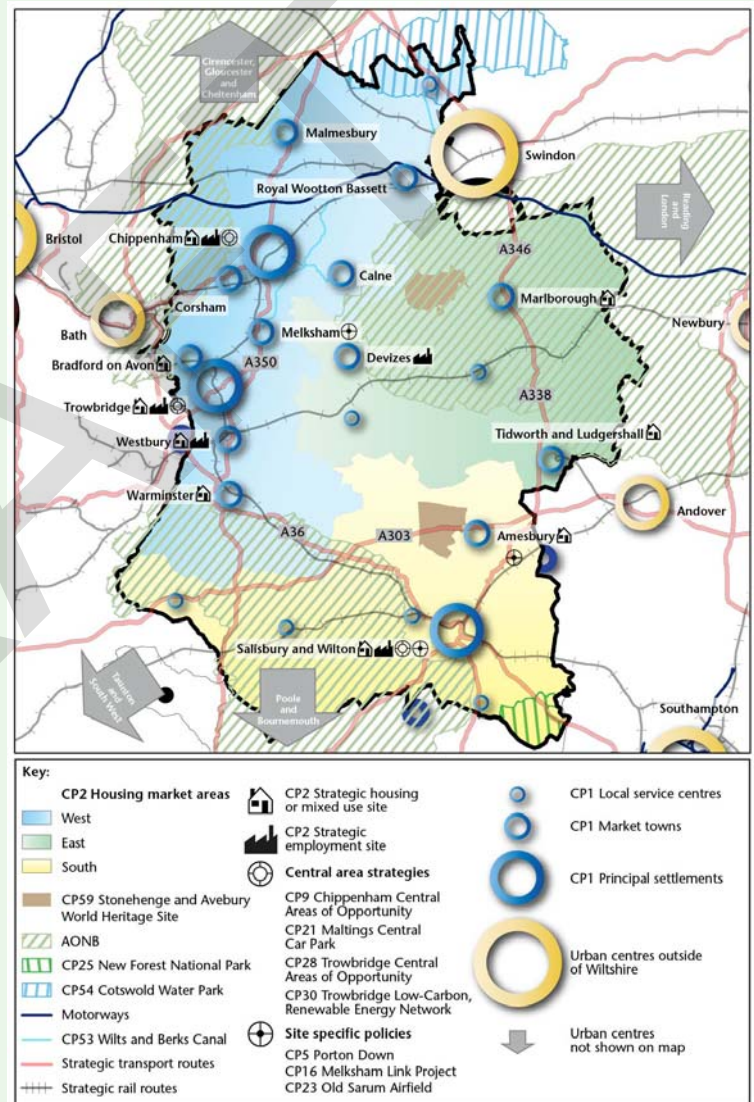 Cirencester,
Gloucester
and
Cheltenham
Malmesbury
Swindon
Royal Wootton Bassett
Reading
and
London
Bristol
Chippenham
A346
Calne
Corsham
Marlborough
Bath
Melksham
Newbury
Bradford on Avon
A350
Devizes
Trowbridge
A338
Westbury
Tidworth and Ludgershall
Warminster
Andover
A36
A303
Amesbury
Salisbury and Wilton
Taunton
and
South West
Poole
and
Bournemouth
Southampton
Key:
CP2 Housing market areas
West
East
South
CP59 Stonehenge and Avebury
World Heritage Site
AONB
CP25 New Forest National Park
CP54 Cotswold Water Park
Motorways
CP53 Wilts and Berks Canal
Strategic transport routes
Strategic rail routes
CP2 Strategic housing
or mixed use site
CP2 Strategic
employment site
Central area strategies
CP9 Chippenham Central
Areas of Opportunity
CP21 Maltings Central
Car Park
CP28 Trowbridge Central
Areas of Opportunity
CP30 Trowbridge Low-Carbon,
Renewable Energy Network
Site specific policies
CP5 Porton Down
CP16 Melksham Link Project
CP23 Old Sarum Airfield
CP1 Local service centres
CP1 Market towns
CP1 Principal settlements
Urban centres outside
of Wiltshire
Urban centres
not shown on map